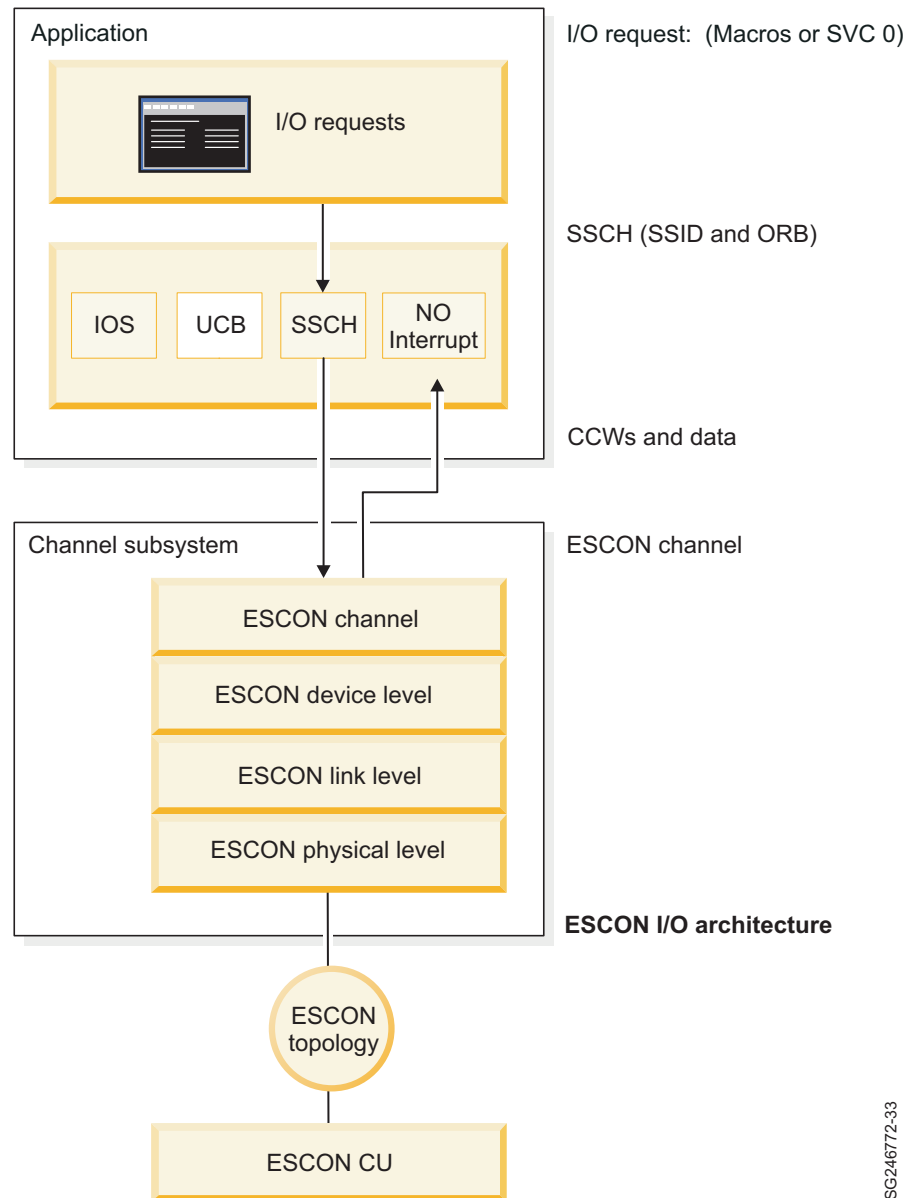 Application
I/O request: (Macros or SVC 0)
I/O requests
SSCH (SSID and ORB)
IOS
UCB
SSCH
NO
Interrupt
CCWs and data
Channel subsystem
ESCON channel
ESCON channel
ESCON device level
ESCON link level
ESCON physical level
ESCON I/O architecture
ESCON
topology
ESCON CU
SG246772-33